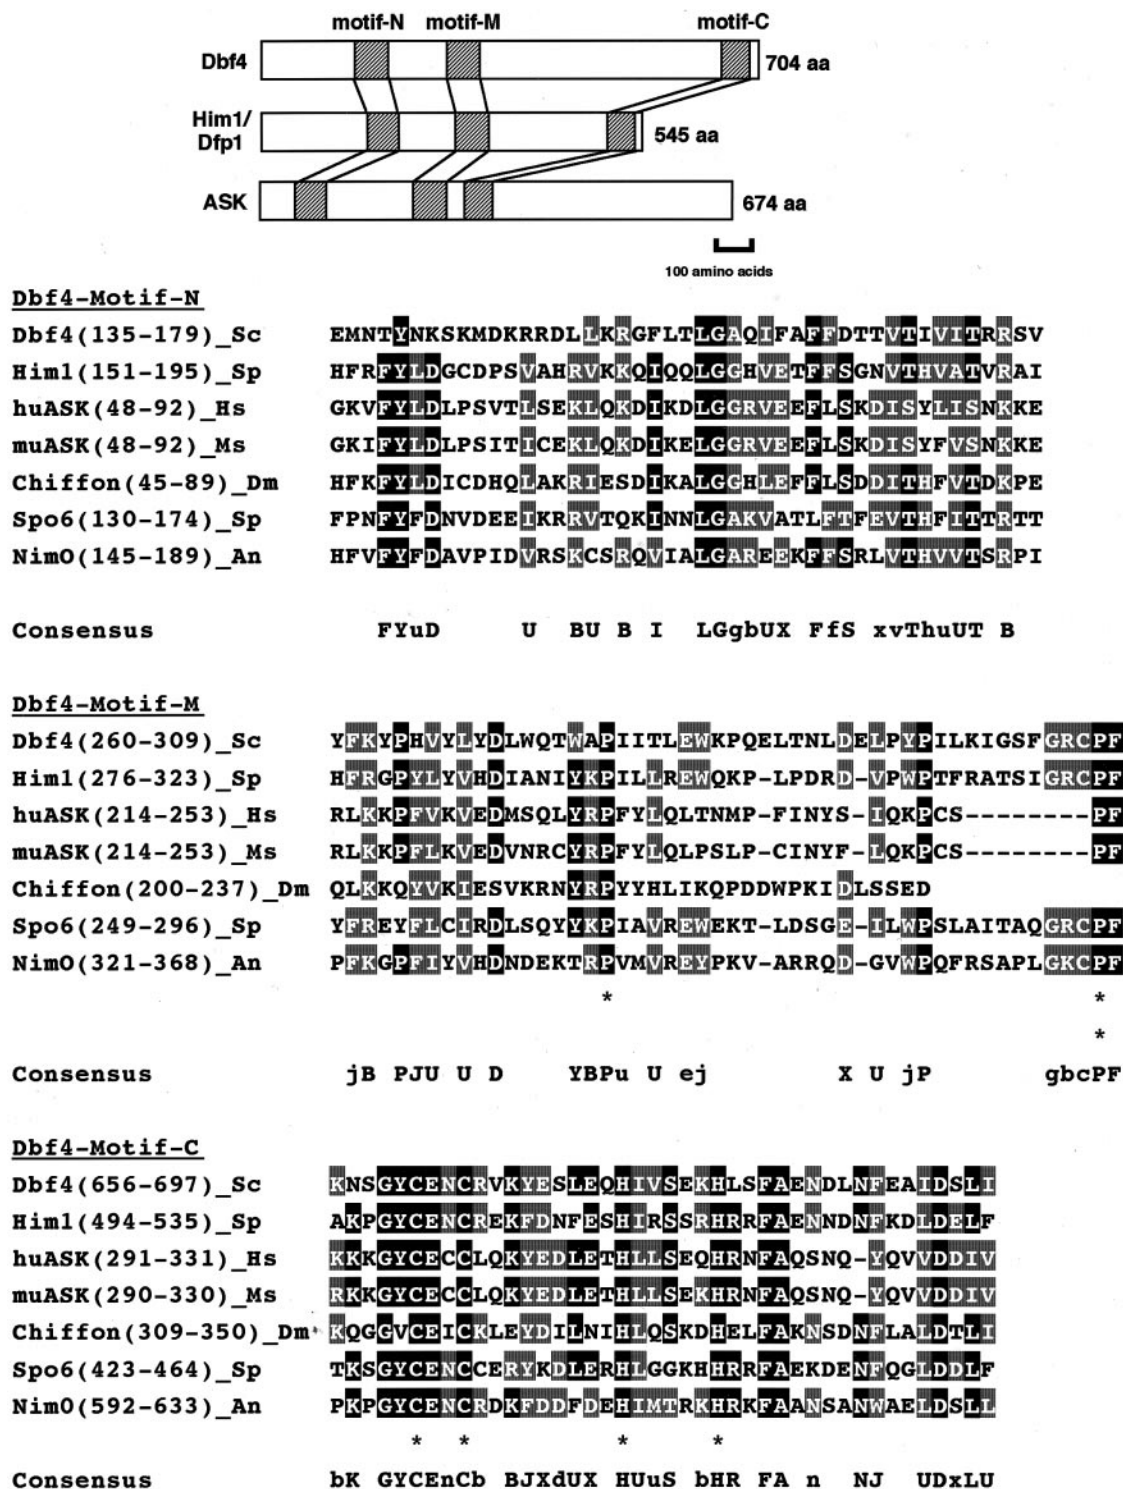 motif-N motif-M motif-C
Dbf4 704 aa
Him1/
Dfp1 545 aa
ASK 674 aa
100 amino acids
Dbf4-Motif-N
Dbf4(135-179)_Sc EMNTYNKSKMDKRRDLLKRGFLTLGAQIFAFFDTTVTIVITRRSV
Him1(151-195)_Sp HFRFYLDGCDPSVAHRVKKQIQQLGGHVETFFSGNVTHVATVRAI
huASK(48-92)_Hs GKVFYLDLPSVTLSEKLQKDIKDLGGRVEEFLSKDISYLISNKKE
muASK(48-92)_Ms GKIFYLDLPSITICEKLQKDIKELGGRVEEFLSKDISYFVSNKKE
Chiffon(45-89)_Dm HFKFYLDICDHQLAKRIESDIKALGGHLEFFLSDDITHFVTDKPE
Spo6(130-174)_Sp FPNFYFDNVDEEIKRRVTQKINNLGAKVATLFTFEVTHFITTRTT
NimO(145-189)_An HFVFYFDAVPIDVRSKCSRQVIALGAREEKFFSRLVTHVVTSRPI
Consensus FYuD U BU B I LGgbUX FfS xvThuUT B
Dbf4-Motif-M
Dbf4(260-309)_Sc YFKYPHVYLYDLWQTWAPIITLEWKPQELTNLDELPYPILKIGSFGRCPF
Him1(276-323)_Sp HFRGPYLYVHDIANIYKPILLREWQKP-LPDRD-VPWPTFRATSIGRCPF
huASK(214-253)_Hs RLKKPFVKVEDMSQLYRPFYLQLTNMP-FINYS-IQKPCS--------PF
muASK(214-253)_Ms RLKKPFLKVEDVNRCYRPFYLQLPSLP-CINYF-LQKPCS--------PF
Chiffon(200-237)_Dm QLKKQYVKIESVKRNYRPYYHLIKQPDDWPKIDLSSED
Spo6(249-296)_Sp YFREYFLCIRDLSQYYKPIAVREWEKT-LDSGE-ILWPSLAITAQGRCPF
NimO(321-368)_An PFKGPFIYVHDNDEKTRPVMVREYPKV-ARRQD-GVWPQFRSAPLGKCPF
* *
*
Consensus jB PJU U D YBPu U ej X U jP gbcPF
Dbf4-Motif-C
Dbf4(656-697)_Sc KNSGYCENCRVKYESLEQHIVSEKHLSFAENDLNFEAIDSLI
Him1(494-535)_Sp AKPGYCENCREKFDNFESHIRSSRHRRFAENNDNFKDLDELF
huASK(291-331)_Hs KKKGYCECCLQKYEDLETHLLSEQHRNFAQSNQ-YQVVDDIV
muASK(290-330)_Ms RKKGYCECCLQKYEDLETHLLSEKHRNFAQSNQ-YQVVDDIV
Chiffon(309-350)_Dm KQGGVCEICKLEYDILNIHLQSKDHELFAKNSDNFLALDTLI
Spo6(423-464)_Sp TKSGYCENCCERYKDLERHLGGKHHRRFAEKDENFQGLDDLF
NimO(592-633)_An PKPGYCENCRDKFDDFDEHIMTRKHRKFAANSANWAELDSLL
* * * *
Consensus bK GYCEnCb BJXdUX HUuS bHR FA n NJ UDxLU